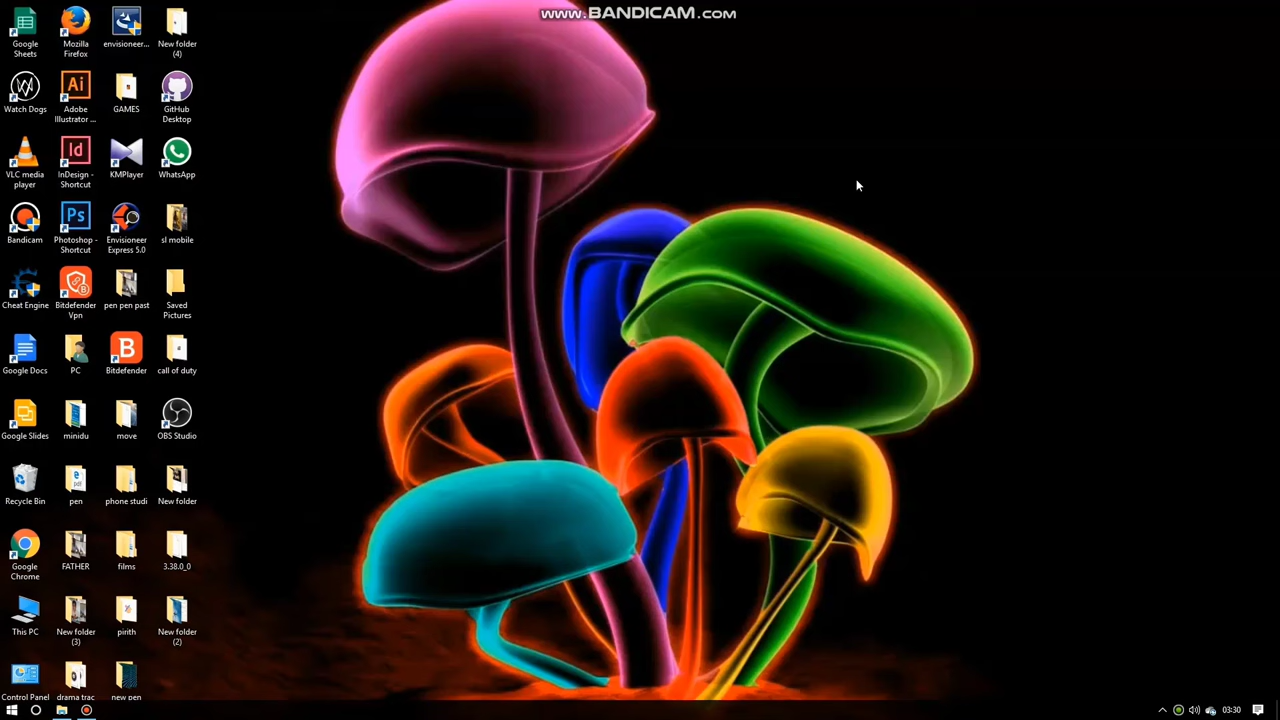 www.BANDICAM.com
Google
Sheets
Mozilla
Firefox
envisioneer...
New folder
(4)
Watch Dogs
Adobe
Illustrator ...
GAMES
GitHub
Desktop
VLC media
player
InDesign -
Shortcut
KMPlayer
WhatsApp
Bandicam
Photoshop -
Shortcut
Envisioneer
Express 5.0
sl mobile
Cheat Engine
Bitdefender
Vpn
pen pen past
Saved
Pictures
Google Docs
PC
Bitdefender
call of duty
Google Slides
minidu
move
OBS Studio
Recycle Bin
pen
phone studi
New folder
Google
Chrome
FATHER
films
3.38.0_0
This PC
New folder
(3)
pirith
New folder
(2)
Control Panel
drama trac
new pen
03:30